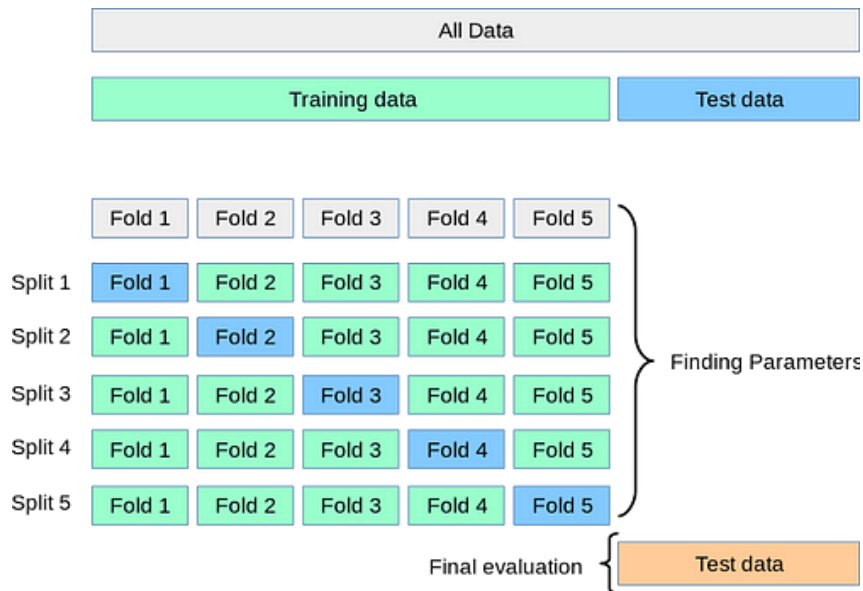 All Data
Training data Test data
Fold 1 Fold 2 Fold 3 Fold 4 Fold 5
Split 1 Fold 1 Fold 2 Fold 3 Fold 4 Fold 5
Split 2 Fold 1 Fold 2 Fold 3 Fold 4 Fold 5
Finding Parameters
Split 3 Fold 1 Fold 2 Fold 3 Fold 4 Fold 5
Split 4 Fold 1 Fold 2 Fold 3 Fold 4 Fold 5
Split 5 Fold 1 Fold 2 Fold 3 Fold 4 Fold 5
Final evaluation Test data